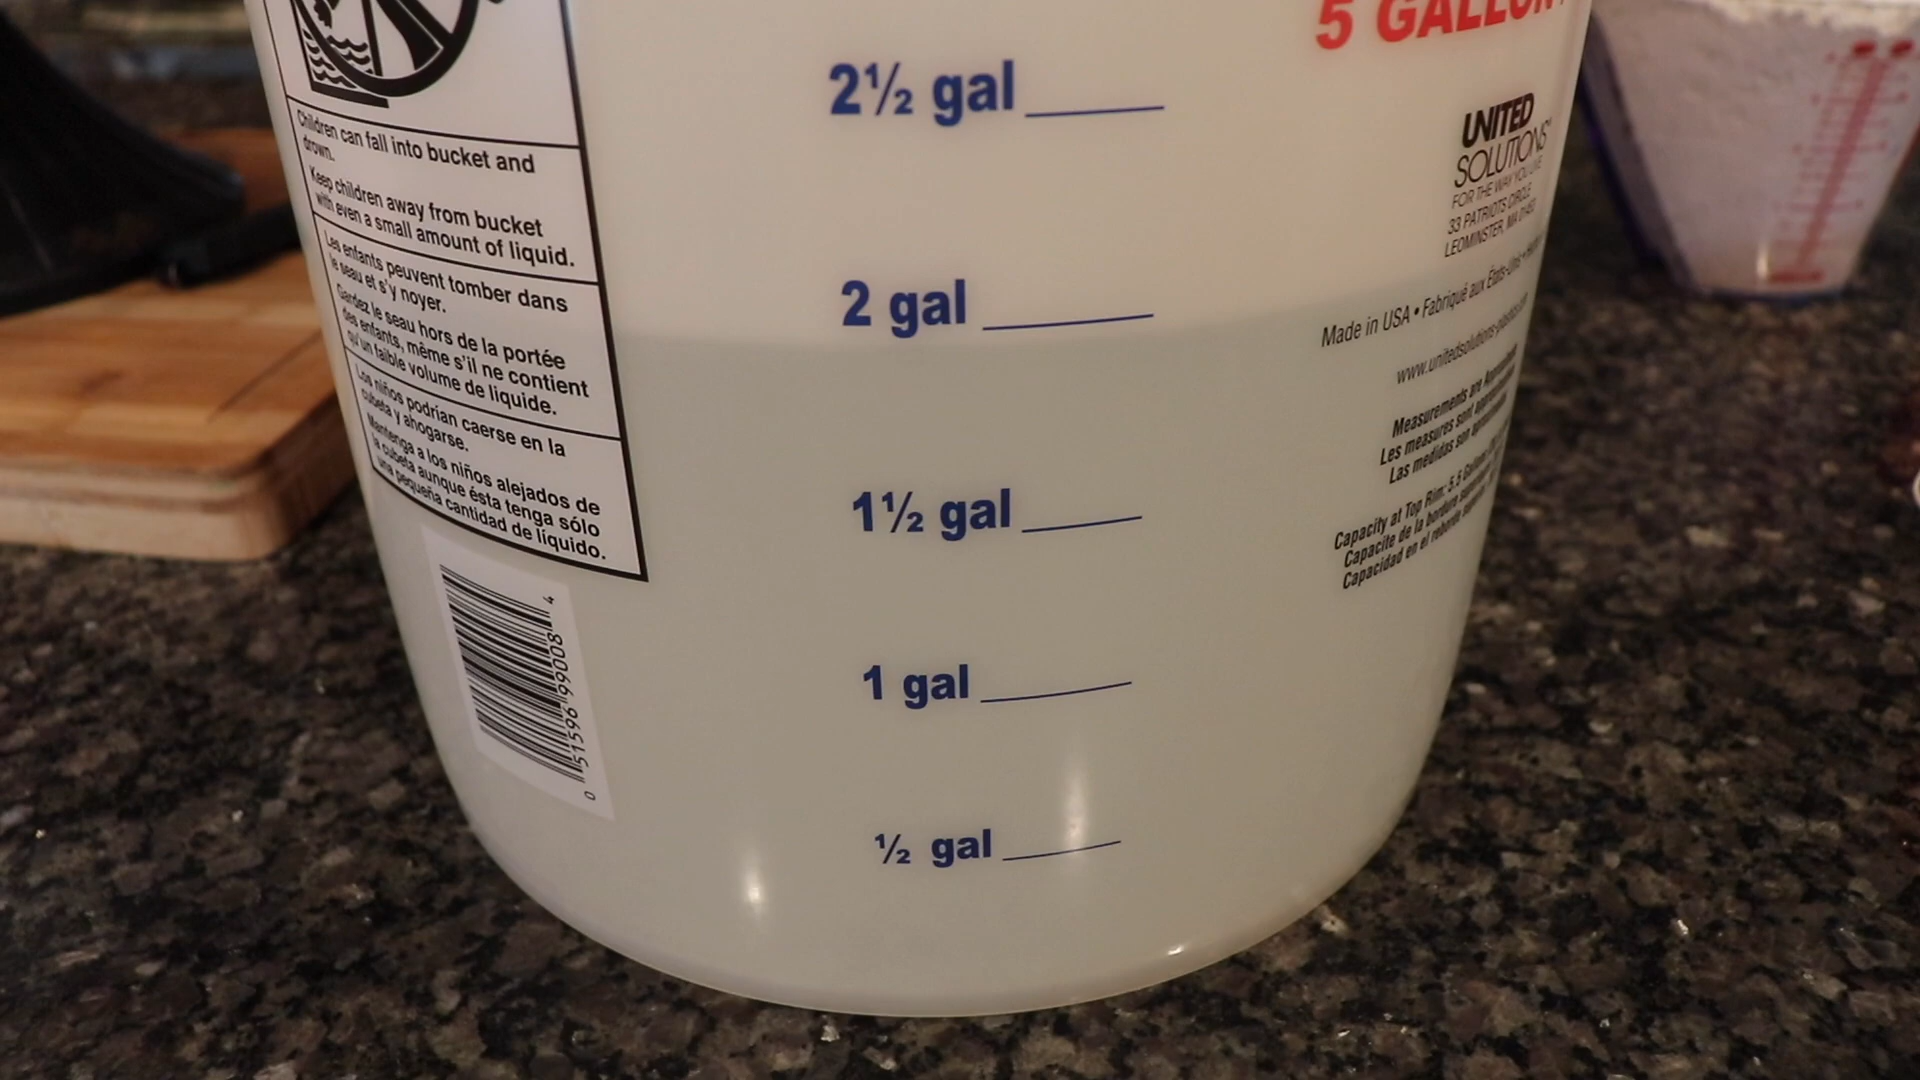 Children can fall into bucket and
drown.
Keep children away from bucket
with even a small amount of liquid.
Les enfants peuvent tomber dans
le seau et s'y noyer.
Gardez le seau hors de la portée
des enfants, même s'il ne contient
qu'un faible volume de liquide.
Los niños podrían caerse en la
cubeta y ahogarse.
Mantenga a los niños alejados de
la cubeta aunque ésta tenga sólo
una pequeña cantidad de líquido.
0 51596 99008 4
2½ gal
2 gal
1½ gal
1 gal
½ gal
5 GALLON
UNITED
SOLUTIONS
FOR THE WAY YOU LIVE
33 PATRIOTS CIRCLE
LEOMINSTER, MA 01453
Made in USA • Fabriqué aux États-Unis
www.unitedsolutions
Measurements are
Les mesures sont
Las medidas son
Capacity at Top Rim: 5.5
Capacite de la bordure
Capacidad en el reborde